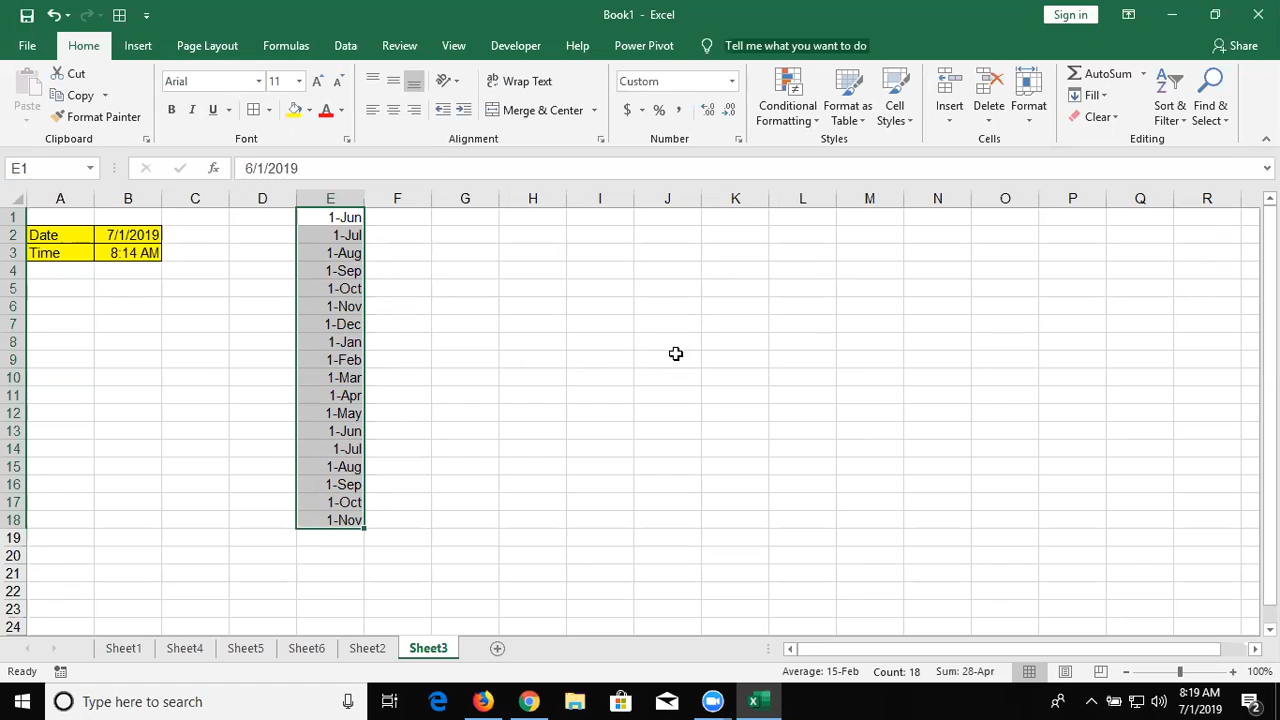 Book1 - Excel
Sign in
File Home Insert Page Layout Formulas Data Review View Developer Help Power Pivot Tell me what you want to do Share
Paste
Cut
Copy
Format Painter
Clipboard
Arial 11
B I U
Font
Wrap Text
Merge & Center
Alignment
Custom
$ % ,
Number
Conditional Formatting
Format as Table
Cell Styles
Styles
Insert Delete Format
Cells
AutoSum
Fill
Clear
Sort & Filter
Find & Select
Editing
E1 fx 6/1/2019
A B C D E F G H I J K L M N O P Q R
1 1-Jun
2 Date 7/1/2019 1-Jul
3 Time 8:14 AM 1-Aug
4 1-Sep
5 1-Oct
6 1-Nov
7 1-Dec
8 1-Jan
9 1-Feb
10 1-Mar
11 1-Apr
12 1-May
13 1-Jun
14 1-Jul
15 1-Aug
16 1-Sep
17 1-Oct
18 1-Nov
19
20
21
22
23
24
Sheet1 Sheet4 Sheet5 Sheet6 Sheet2 Sheet3
Ready Average: 15-Feb Count: 18 Sum: 28-Apr 100%
Type here to search
8:19 AM
7/1/2019
2